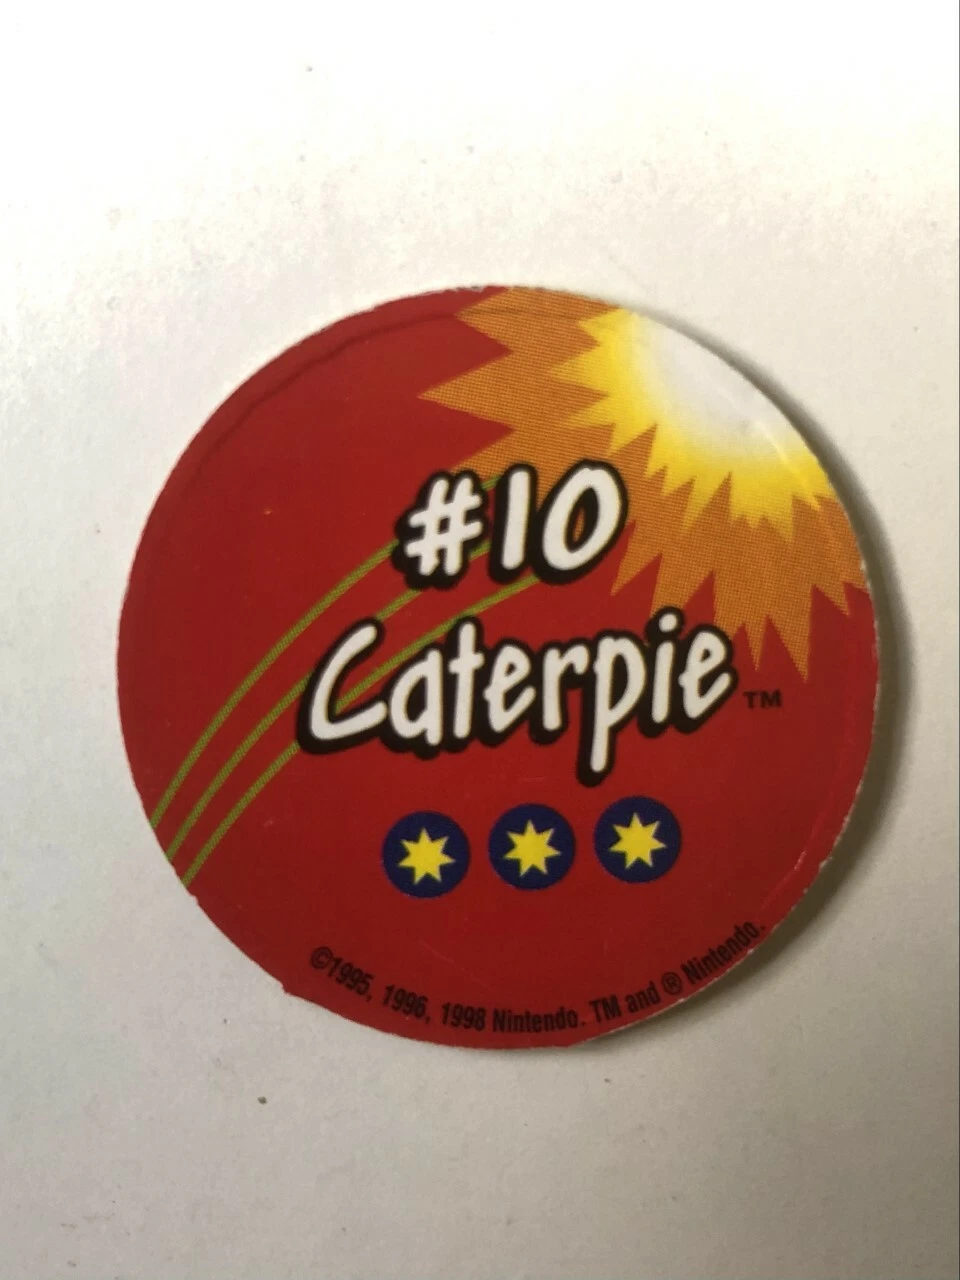 #10
Caterpie™
©1995, 1996, 1998 Nintendo. TM and ® Nintendo.